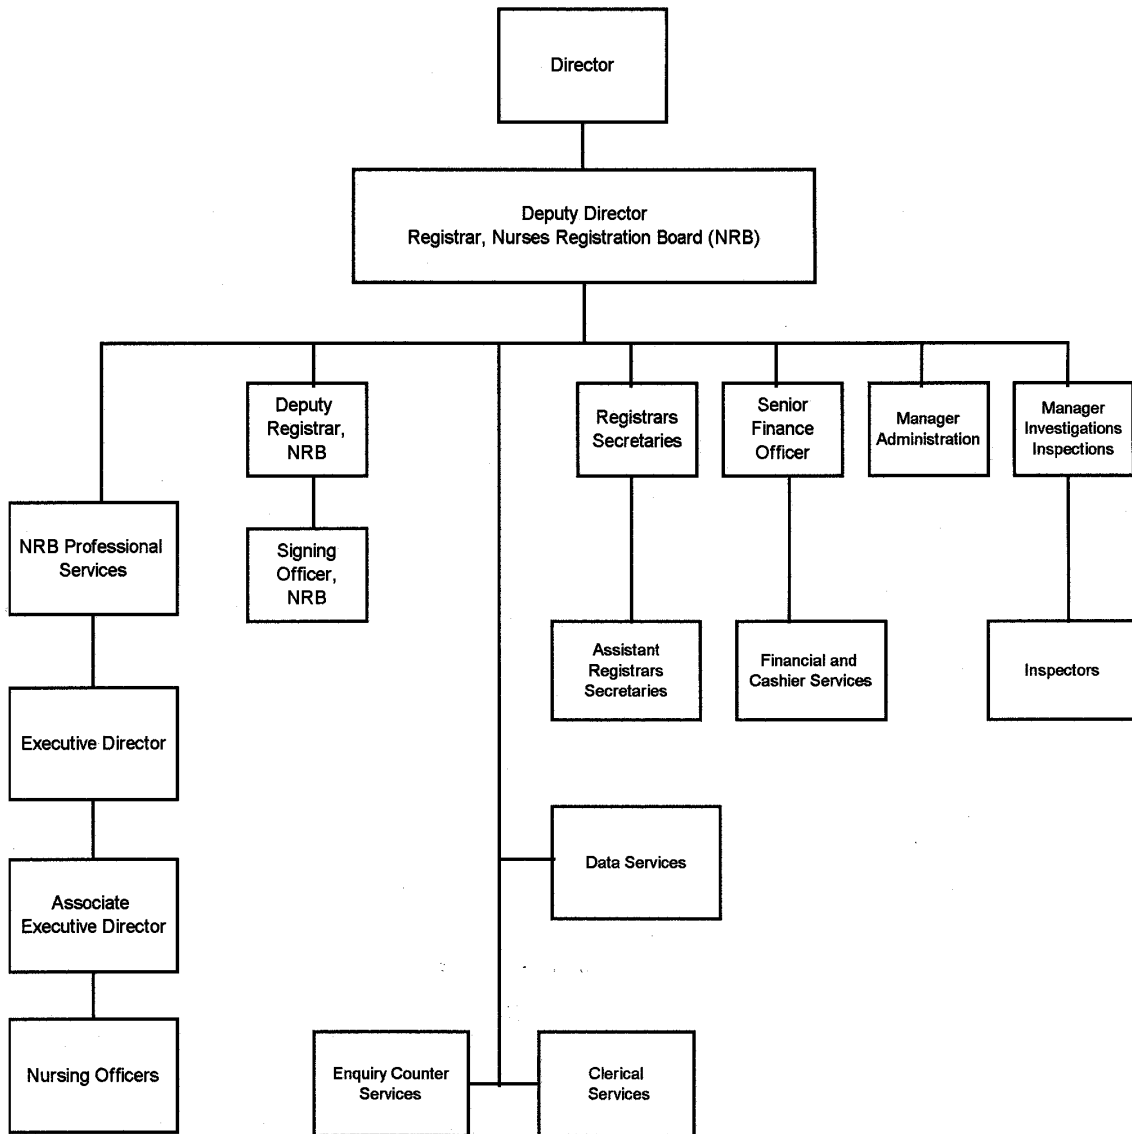 Director
Deputy Director
Registrar, Nurses Registration Board (NRB)
Deputy
Registrar,
NRB
Registrars
Secretaries
Senior
Finance
Officer
Manager
Administration
Manager
Investigations
Inspections
NRB Professional
Services
Signing
Officer,
NRB
Assistant
Registrars
Secretaries
Financial and
Cashier Services
Inspectors
Executive Director
Data Services
Associate
Executive Director
Nursing Officers
Enquiry Counter
Services
Clerical
Services